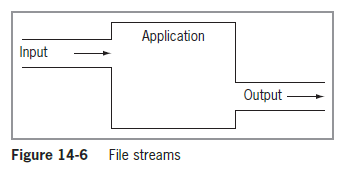 Application
Input
Output
Figure 14-6 File streams